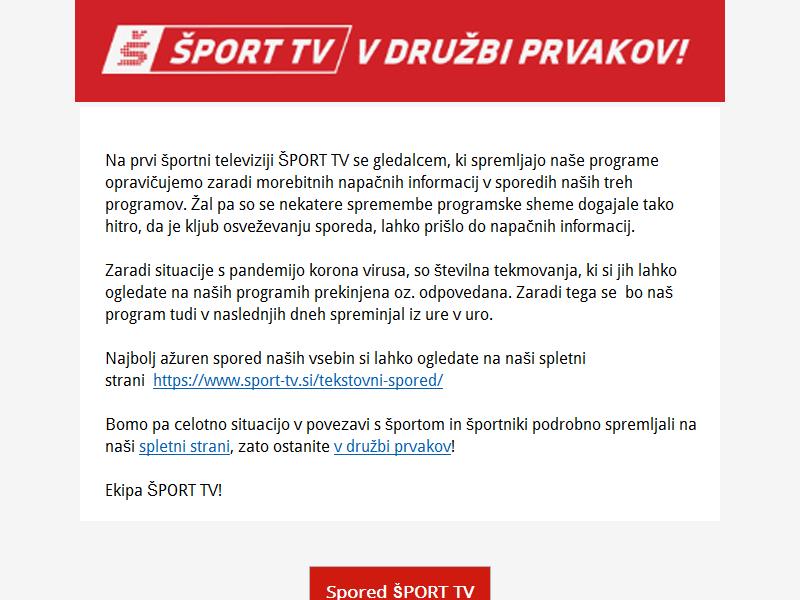 ŠPORT TV V DRUŽBI PRVAKOV!
Na prvi športni televiziji ŠPORT TV se gledalcem, ki spremljajo naše programe
opravičujemo zaradi morebitnih napačnih informacij v sporedih naših treh
programov. Žal pa so se nekatere spremembe programske sheme dogajale tako
hitro, da je kljub osveževanju sporeda, lahko prišlo do napačnih informacij.
Zaradi situacije s pandemijo korona virusa, so številna tekmovanja, ki si jih lahko
ogledate na naših programih prekinjena oz. odpovedana. Zaradi tega se  bo naš
program tudi v naslednjih dneh spreminjal iz ure v uro.
Najbolj ažuren spored naših vsebin si lahko ogledate na naši spletni
strani  https://www.sport-tv.si/tekstovni-spored/
Bomo pa celotno situacijo v povezavi s športom in športniki podrobno spremljali na
naši spletni strani, zato ostanite v družbi prvakov!
Ekipa ŠPORT TV!
Spored ŠPORT TV